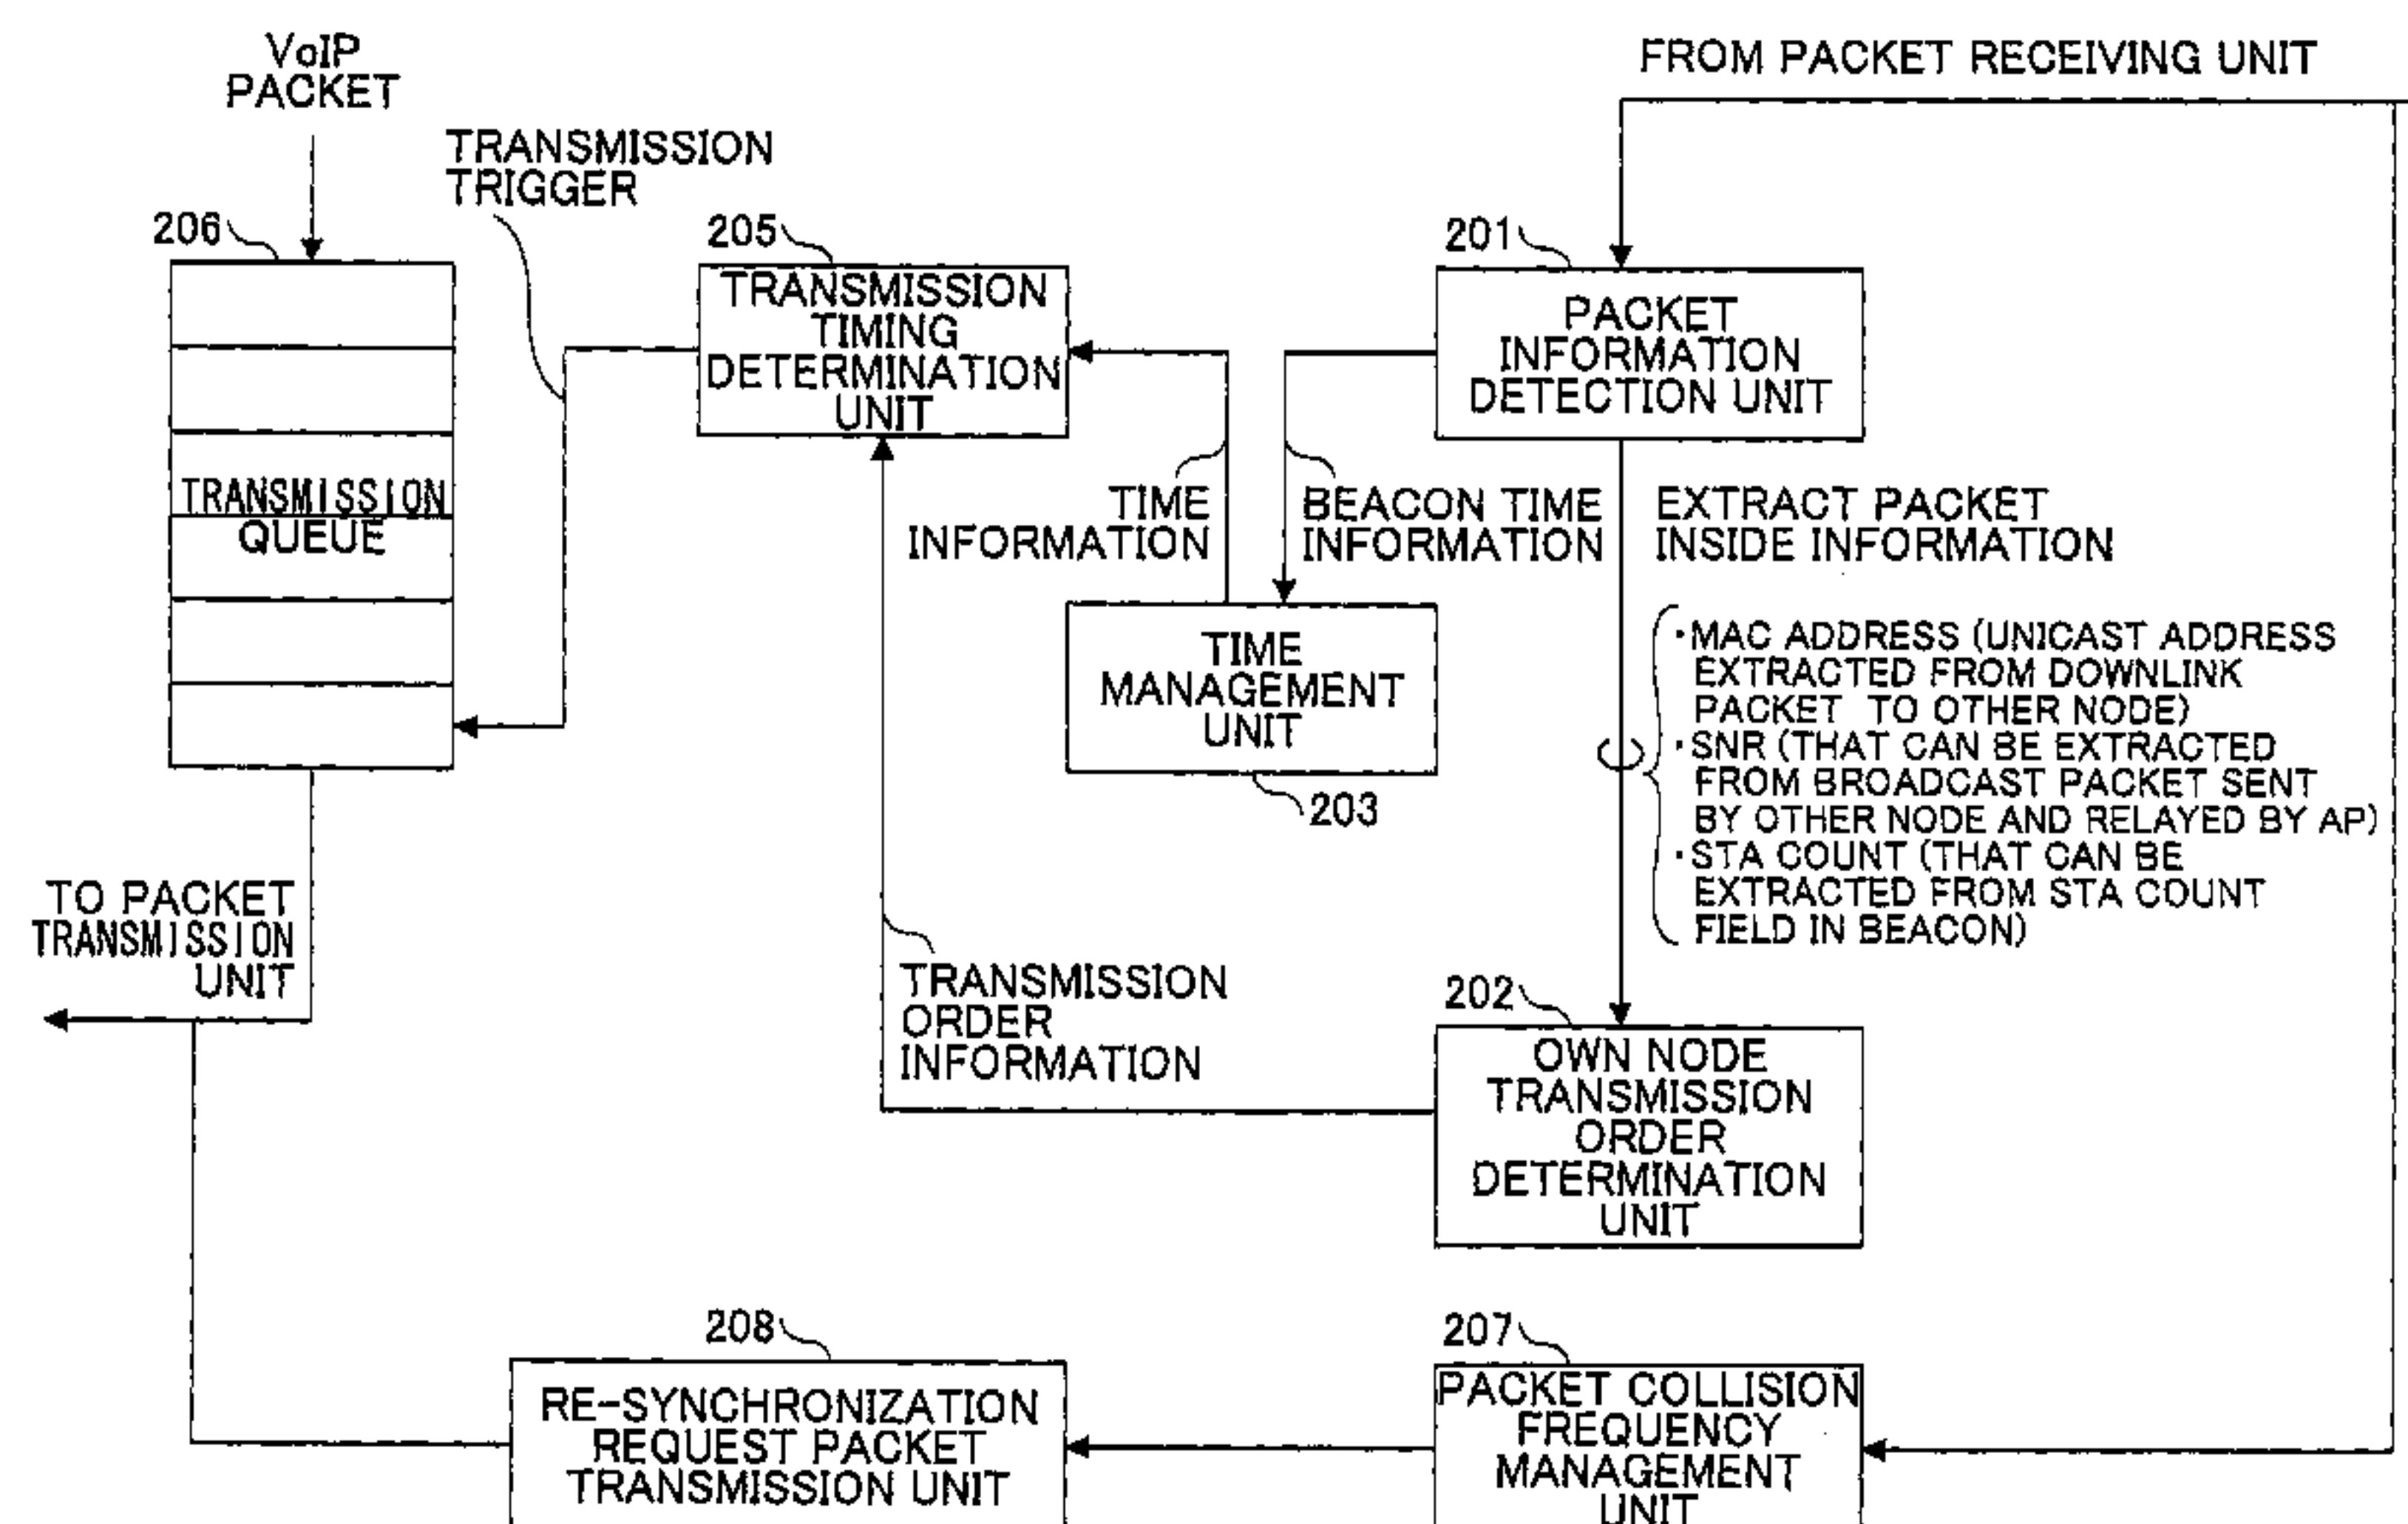 VoIP
PACKET
FROM PACKET RECEIVING UNIT
TRANSMISSION
TRIGGER
206
205
201
TRANSMISSION
TIMING
DETERMINATION
UNIT
PACKET
INFORMATION
DETECTION UNIT
TRANSMISSION
QUEUE
TIME
INFORMATION
BEACON TIME
INFORMATION
EXTRACT PACKET
INSIDE INFORMATION
TIME
MANAGEMENT
UNIT
203
・MAC ADDRESS (UNICAST ADDRESS
EXTRACTED FROM DOWNLINK
PACKET TO OTHER NODE)
・SNR (THAT CAN BE EXTRACTED
FROM BROADCAST PACKET SENT
BY OTHER NODE AND RELAYED BY AP)
・STA COUNT (THAT CAN BE
EXTRACTED FROM STA COUNT
FIELD IN BEACON)
TO PACKET
TRANSMISSION
UNIT
TRANSMISSION
ORDER
INFORMATION
202
OWN NODE
TRANSMISSION
ORDER
DETERMINATION
UNIT
208
207
RE-SYNCHRONIZATION
REQUEST PACKET
TRANSMISSION UNIT
PACKET COLLISION
FREQUENCY
MANAGEMENT
UNIT